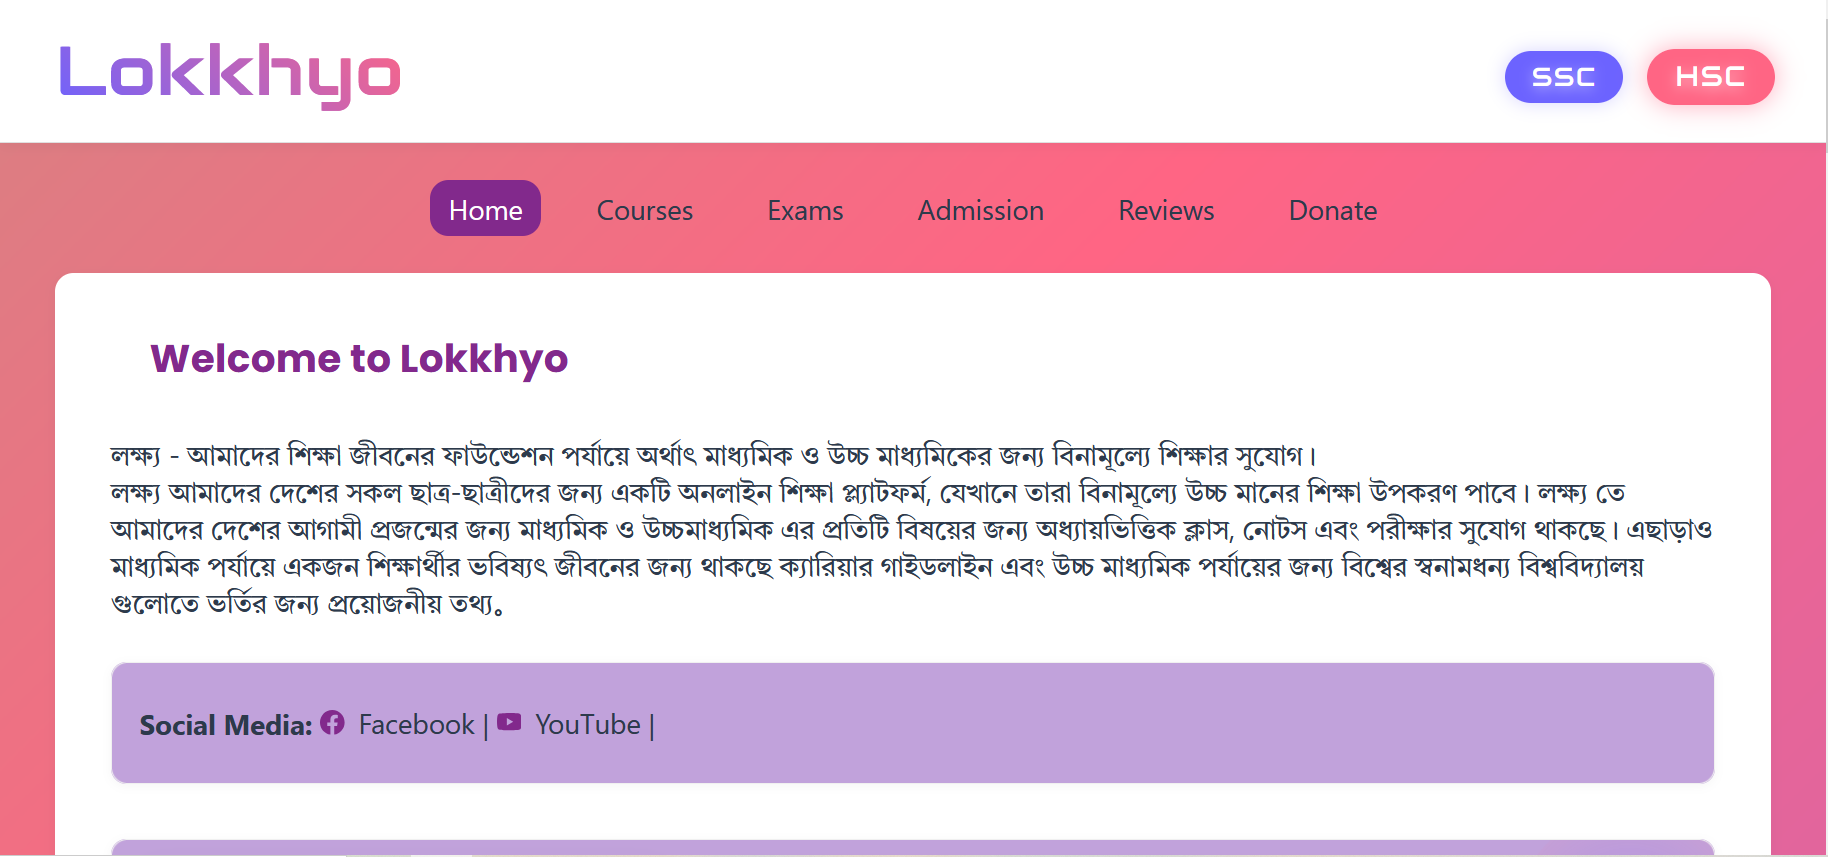 Lokkhyo
SSC HSC
Home Courses Exams Admission Reviews Donate
Welcome to Lokkhyo
লক্ষ্য - আমাদের শিক্ষা জীবনের ফাউন্ডেশন পর্যায়ে অর্থাৎ মাধ্যমিক ও উচ্চ মাধ্যমিকের জন্য বিনামূল্যে শিক্ষার সুযোগ।
লক্ষ্য আমাদের দেশের সকল ছাত্র-ছাত্রীদের জন্য একটি অনলাইন শিক্ষা প্ল্যাটফর্ম, যেখানে তারা বিনামূল্যে উচ্চ মানের শিক্ষা উপকরণ পাবে। লক্ষ্য তে
আমাদের দেশের আগামী প্রজন্মের জন্য মাধ্যমিক ও উচ্চমাধ্যমিক এর প্রতিটি বিষয়ের জন্য অধ্যায়ভিত্তিক ক্লাস, নোটস এবং পরীক্ষার সুযোগ থাকছে। এছাড়াও
মাধ্যমিক পর্যায়ে একজন শিক্ষার্থীর ভবিষ্যৎ জীবনের জন্য থাকছে ক্যারিয়ার গাইডলাইন এবং উচ্চ মাধ্যমিক পর্যায়ের জন্য বিশ্বের স্বনামধন্য বিশ্ববিদ্যালয়
গুলোতে ভর্তির জন্য প্রয়োজনীয় তথ্য。
Social Media: Facebook | YouTube |